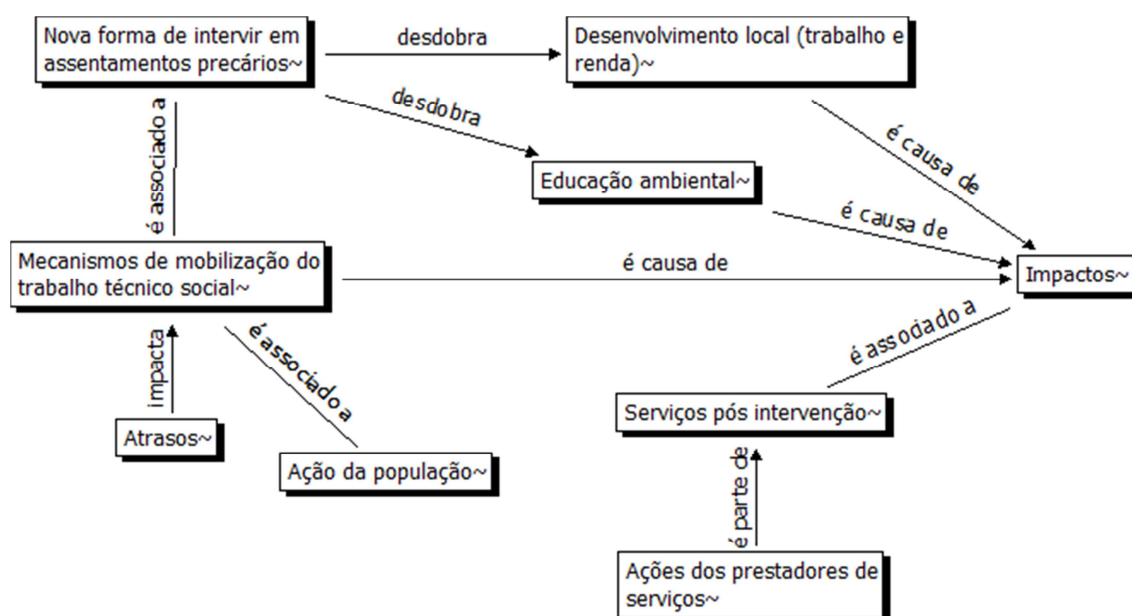 Nova forma de intervir em
assentamentos precários~
desdobra
Desenvolvimento local (trabalho e
renda)~
desdobra
é causa de
é associado a
Educação ambiental~
é causa de
Mecanismos de mobilização do
trabalho técnico social~
é causa de
Impactos~
impacta
é associado a
é associado a
Atrasos~
Serviços pós intervenção~
Ação da população~
é parte de
Ações dos prestadores de
serviços~